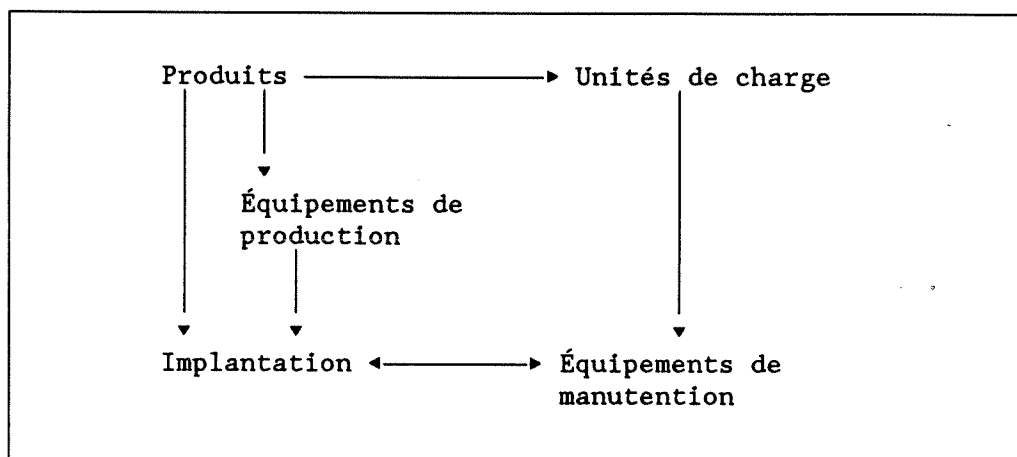 Produits
Unités de charge
Équipements de
production
Implantation
Équipements de
manutention